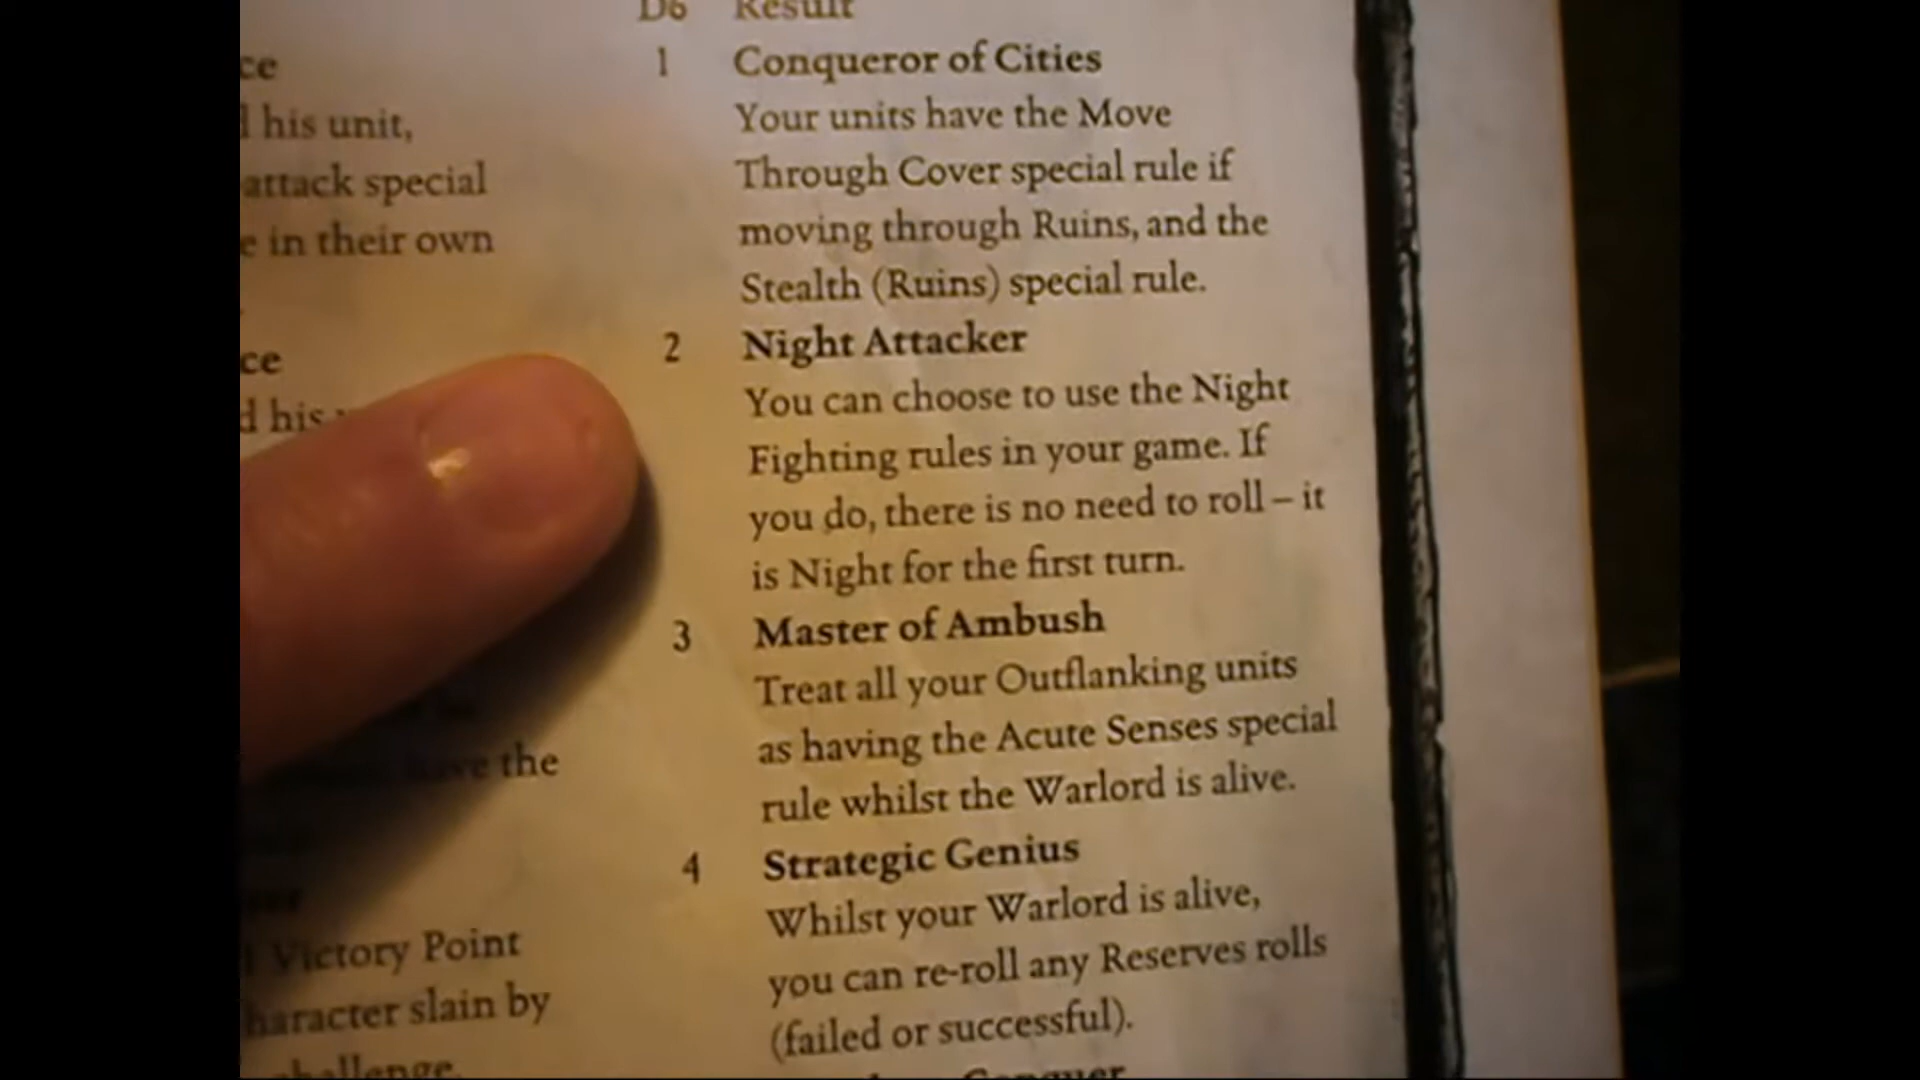 ce
his unit,
attack special
e in their own
ce
d his
the
Victory Point
haracter slain by
challenge.
D6 Result
1 Conqueror of Cities
Your units have the Move
Through Cover special rule if
moving through Ruins, and the
Stealth (Ruins) special rule.
2 Night Attacker
You can choose to use the Night
Fighting rules in your game. If
you do, there is no need to roll – it
is Night for the first turn.
3 Master of Ambush
Treat all your Outflanking units
as having the Acute Senses special
rule whilst the Warlord is alive.
4 Strategic Genius
Whilst your Warlord is alive,
you can re-roll any Reserves rolls
(failed or successful).
Conquer